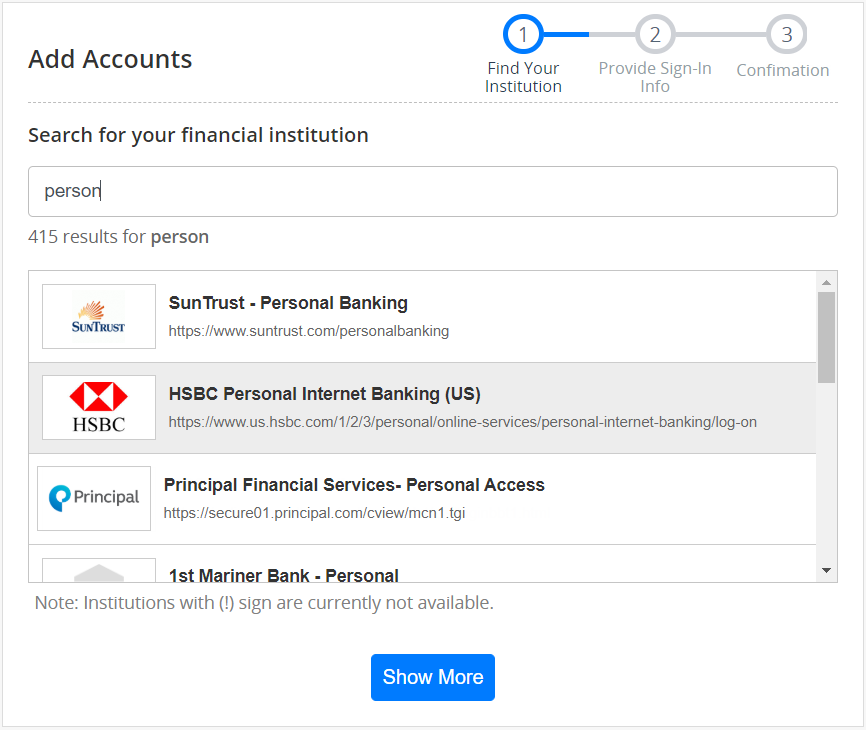 Add Accounts
1
2
3
Find Your
Institution
Provide Sign-In
Info
Confimation
Search for your financial institution
person
415 results for person
SUNTRUST
SunTrust - Personal Banking
https://www.suntrust.com/personalbanking
HSBC
HSBC Personal Internet Banking (US)
https://www.us.hsbc.com/1/2/3/personal/online-services/personal-internet-banking/log-on
Principal
Principal Financial Services- Personal Access
https://secure01.principal.com/cview/mcn1.tgi
1st Mariner Bank - Personal
Note: Institutions with (!) sign are currently not available.
Show More